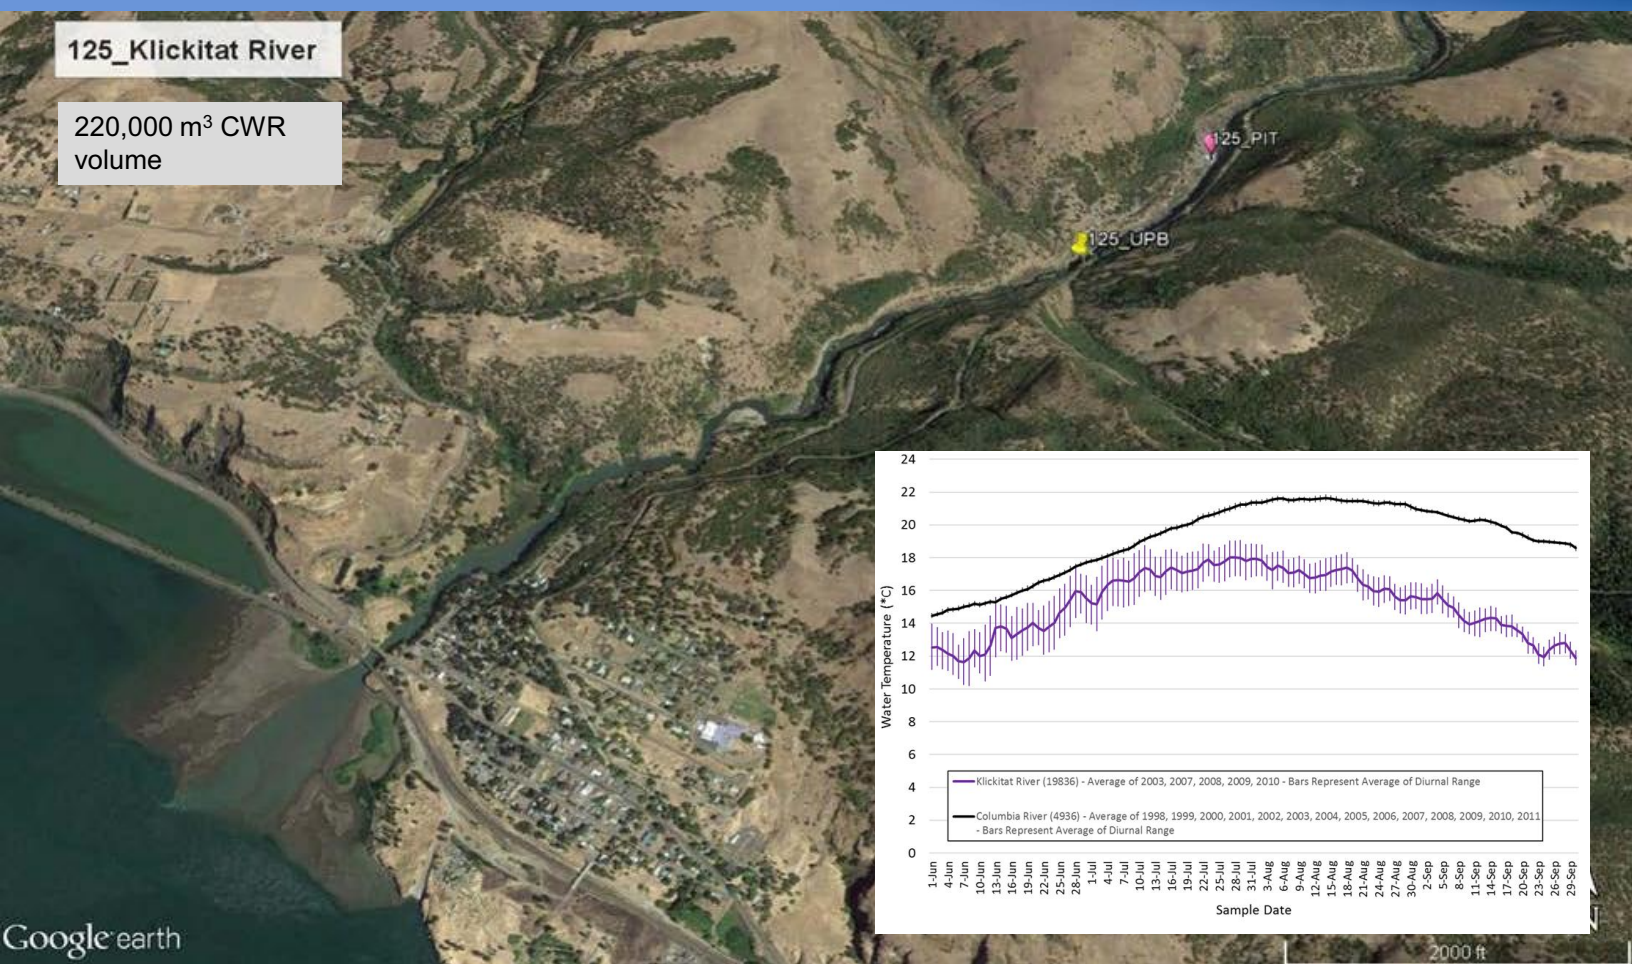 125_Klickitat River
220,000 m³ CWR
volume
125_PIT
125_UPB
24
22
20
18
16
14
12
10
8
6
4
2
0
Water Temperature (°C)
Klickitat River (19836) - Average of 2003, 2007, 2008, 2009, 2010 - Bars Represent Average of Diurnal Range
Columbia River (4936) - Average of 1998, 1999, 2000, 2001, 2002, 2003, 2004, 2005, 2006, 2007, 2008, 2009, 2010, 2011
- Bars Represent Average of Diurnal Range
1-Jun
4-Jun
7-Jun
10-Jun
13-Jun
16-Jun
19-Jun
22-Jun
25-Jun
28-Jun
1-Jul
4-Jul
7-Jul
10-Jul
13-Jul
16-Jul
19-Jul
22-Jul
25-Jul
28-Jul
31-Jul
3-Aug
6-Aug
9-Aug
12-Aug
15-Aug
18-Aug
21-Aug
24-Aug
27-Aug
30-Aug
2-Sep
5-Sep
8-Sep
11-Sep
14-Sep
17-Sep
20-Sep
23-Sep
26-Sep
29-Sep
Sample Date
N
Google earth
2000 ft